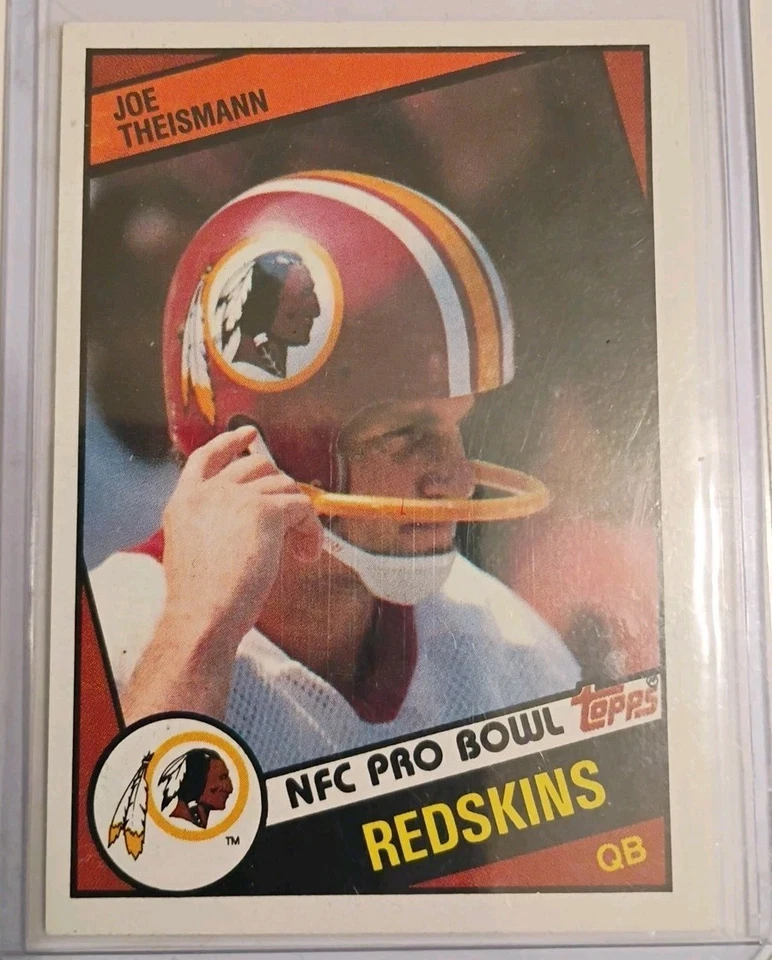 JOE
THEISMANN
topps®
NFC PRO BOWL
REDSKINS
QB
TM